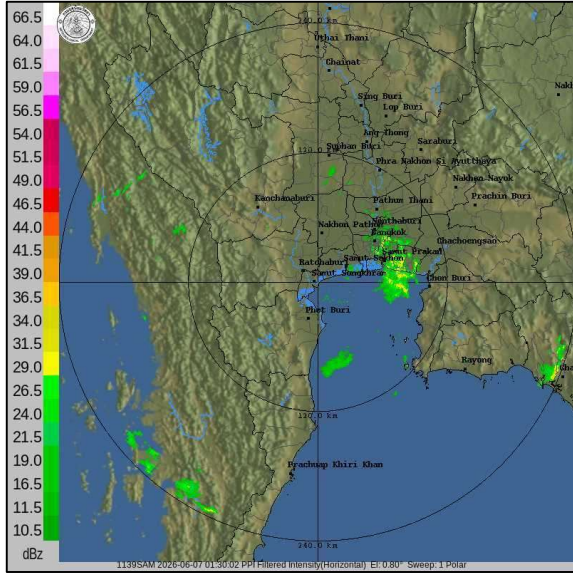 66.5
64.0
61.5
59.0
56.5
54.0
51.5
49.0
46.5
44.0
41.5
39.0
36.5
34.0
31.5
29.0
26.5
24.0
21.5
19.0
16.5
11.5
10.5
dBz
Uthai Thani
Chainat
Sing Buri
Lop Buri
Ang Thong
Saraburi
Suphan Buri
Phra Nakhon Si Ayutthaya
Nakhon Nayok
Kanchanaburi
Prachin Buri
Pathum Thani
Nonthaburi
Nakhon Pathom
Bangkok
Chachoengsao
Samut Prakan
Samut Sakhon
Ratchaburi
Samut Songkhram
Chon Buri
Phet Buri
Rayong
120.0 km
Prachuap Khiri Khan
240.0 km
1139SAM 2026-06-07 01:30:02 PPI Filtered Intensity(Horizontal) El: 0.80° Sweep: 1 Polar